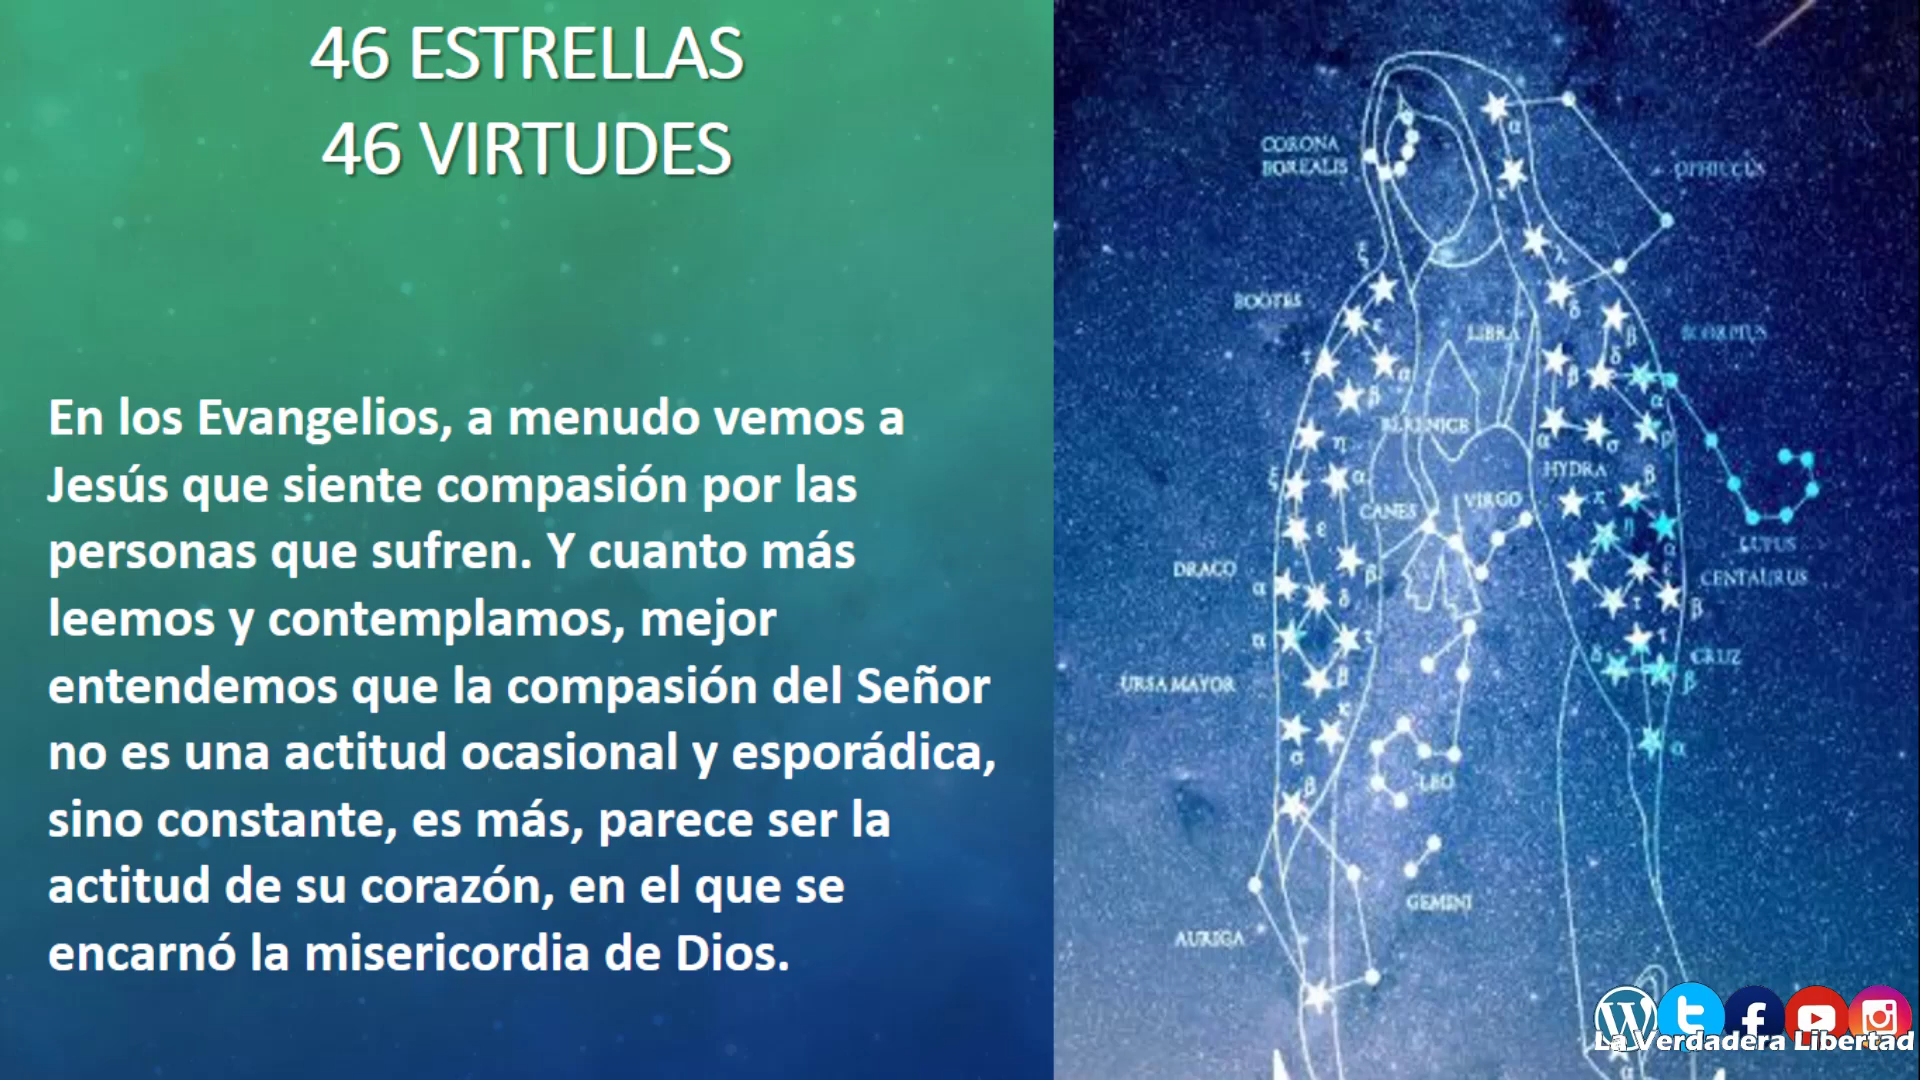 46 ESTRELLAS
46 VIRTUDES
En los Evangelios, a menudo vemos a
Jesús que siente compasión por las
personas que sufren. Y cuanto más
leemos y contemplamos, mejor
entendemos que la compasión del Señor
no es una actitud ocasional y esporádica,
sino constante, es más, parece ser la
actitud de su corazón, en el que se
encarnó la misericordia de Dios.
CORONA
BOREALIS
OPHIUCUS
BOOTES
LIBRA
SCORPIUS
BERENICE
HYDRA
CANES
VIRGO
LUPUS
DRACO
CENTAURUS
CRUZ
URSA MAYOR
LEO
GEMINI
AURIGA
La Verdadera Libertad